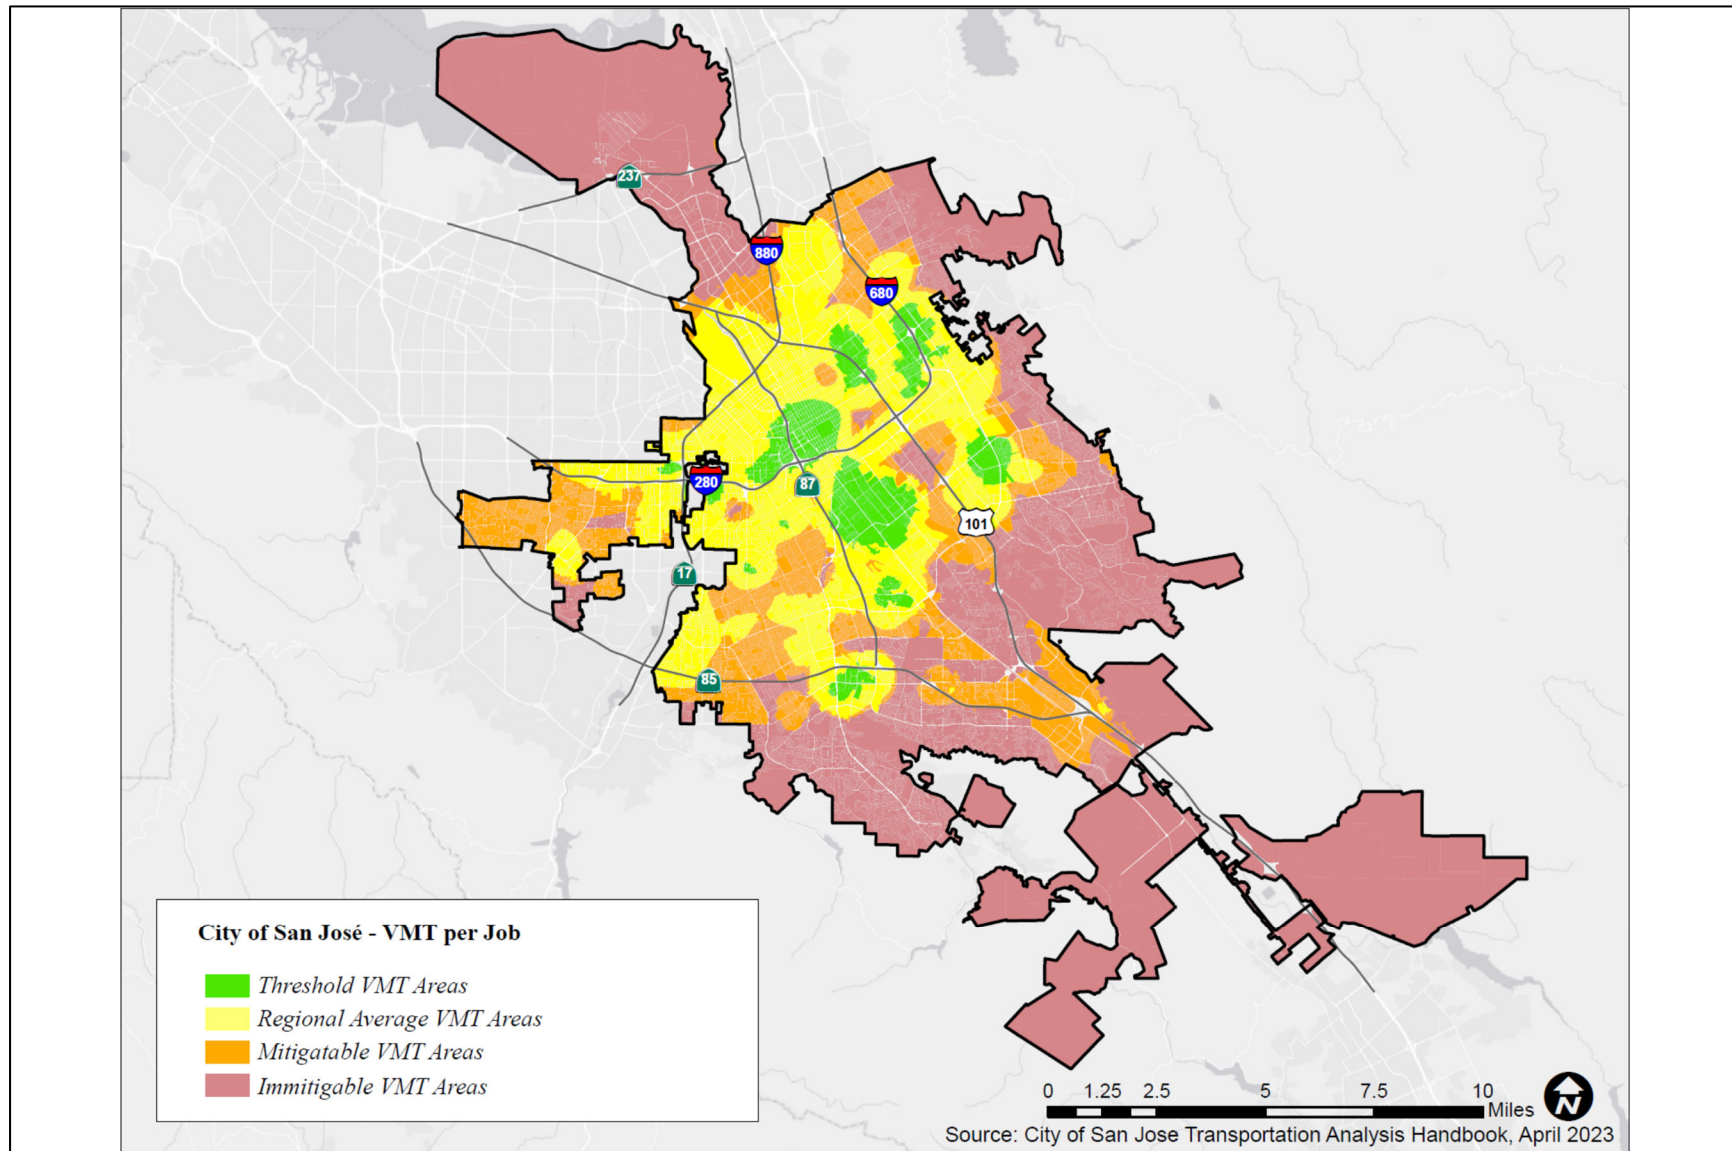 237
880
680
280
87
101
17
85
City of San José - VMT per Job
Threshold VMT Areas
Regional Average VMT Areas
Mitigatable VMT Areas
Immitigable VMT Areas
0 1.25 2.5 5 7.5 10
Miles
N
Source: City of San Jose Transportation Analysis Handbook, April 2023